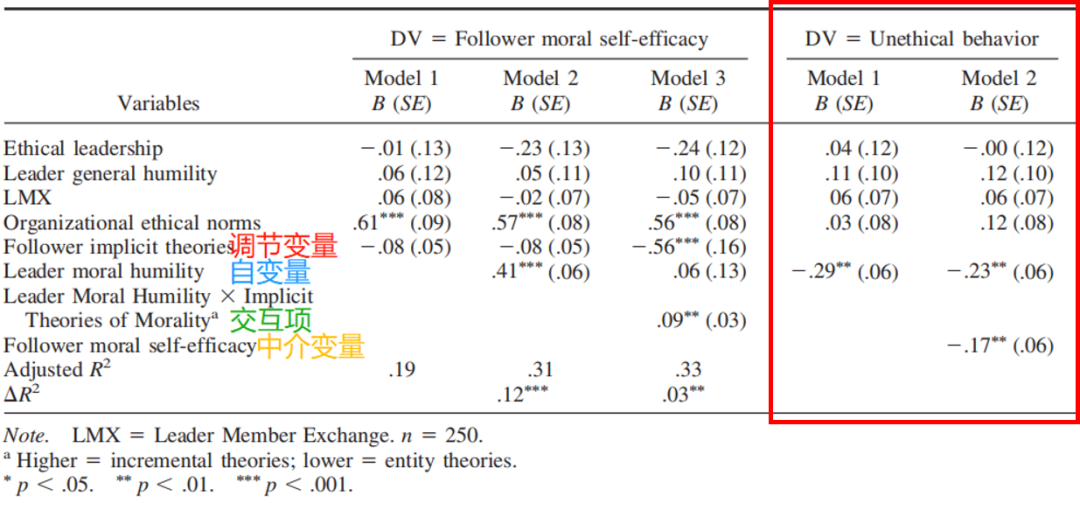 DV = Follower moral self-efficacy DV = Unethical behavior
Model 1 Model 2 Model 3 Model 1 Model 2
Variables B (SE) B (SE) B (SE) B (SE) B (SE)
Ethical leadership −.01 (.13) −.23 (.13) −.24 (.12) .04 (.12) −.00 (.12)
Leader general humility .06 (.12) .05 (.11) .10 (.11) .11 (.10) .12 (.10)
LMX .06 (.08) −.02 (.07) −.05 (.07) 06 (.07) .06 (.07)
Organizational ethical norms .61*** (.09) .57*** (.08) .56*** (.08) .03 (.08) .12 (.08)
Follower implicit theories 调节变量 −.08 (.05) −.08 (.05) −.56*** (.16)
Leader moral humility 自变量 .41*** (.06) .06 (.13) −.29** (.06) −.23** (.06)
Leader Moral Humility × Implicit
Theories of Moralityᵃ 交互项 .09** (.03)
Follower moral self-efficacy 中介变量 −.17** (.06)
Adjusted R² .19 .31 .33
ΔR² .12*** .03**
Note. LMX = Leader Member Exchange. n = 250.
ᵃ Higher = incremental theories; lower = entity theories.
* p < .05. ** p < .01. *** p < .001.